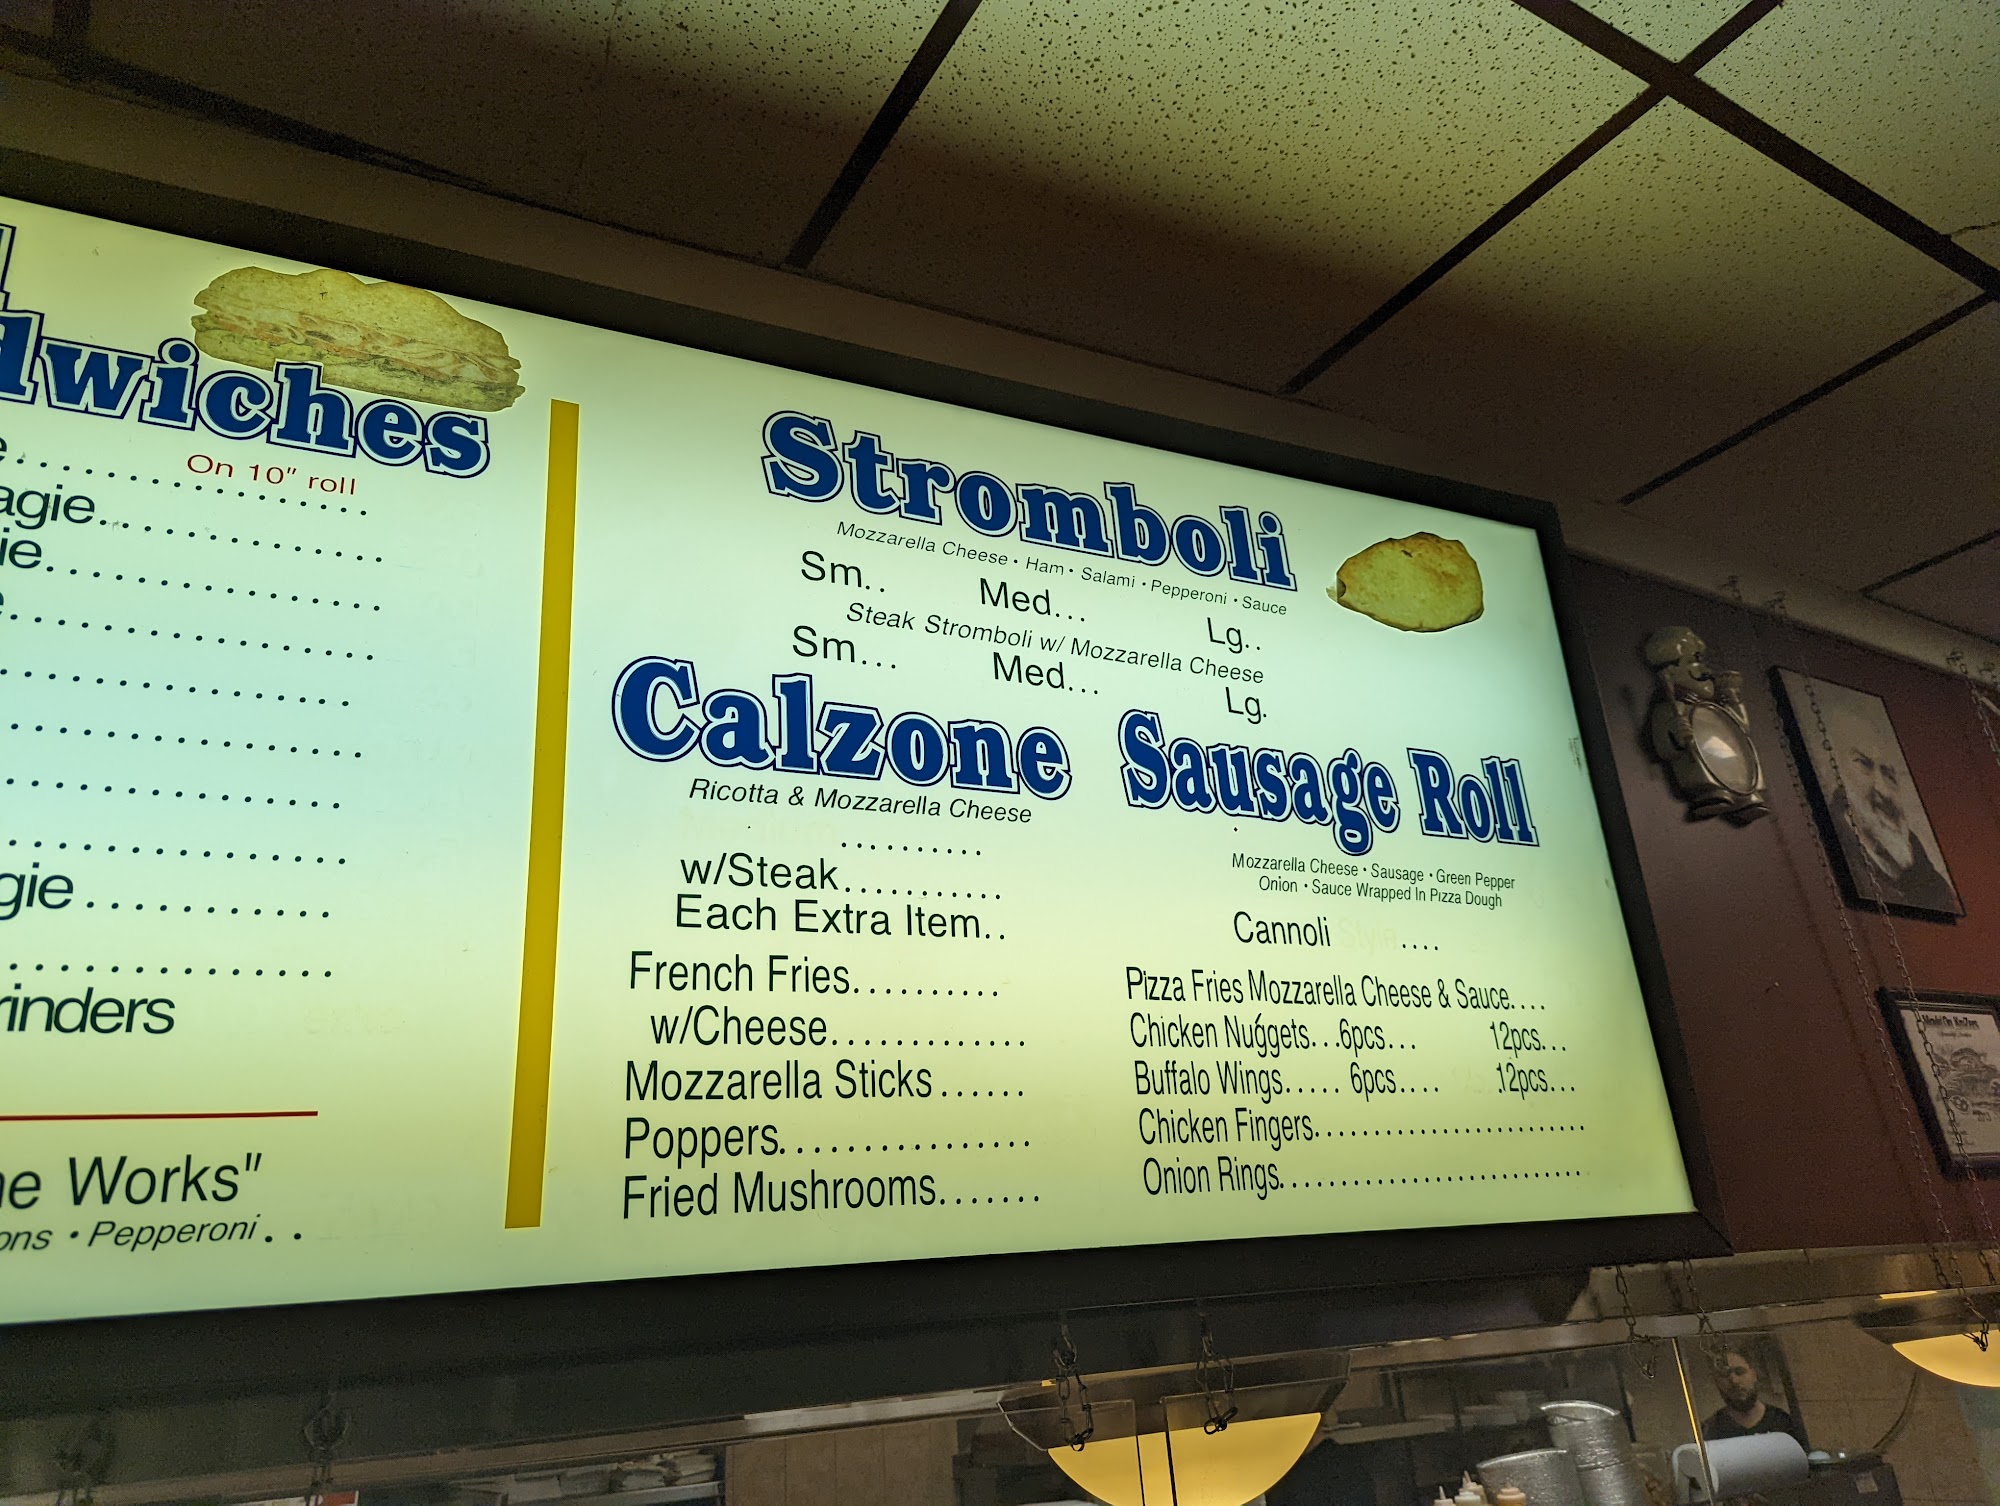 dwiches
On 10" roll
agie
ie
gie
rinders
ne Works"
ons • Pepperoni..
Stromboli
Mozzarella Cheese • Ham • Salami • Pepperoni • Sauce
Sm.. Med... Lg..
Steak Stromboli w/ Mozzarella Cheese
Sm... Med... Lg.
Calzone
Ricotta & Mozzarella Cheese
w/Steak...........
Each Extra Item..
French Fries..........
w/Cheese.............
Mozzarella Sticks......
Poppers................
Fried Mushrooms.......
Sausage Roll
Mozzarella Cheese • Sausage • Green Pepper
Onion • Sauce Wrapped In Pizza Dough
Cannoli Style....
Pizza Fries Mozzarella Cheese & Sauce....
Chicken Nuggets...6pcs... 12pcs...
Buffalo Wings..... 6pcs.... 12pcs...
Chicken Fingers.........................
Onion Rings............................